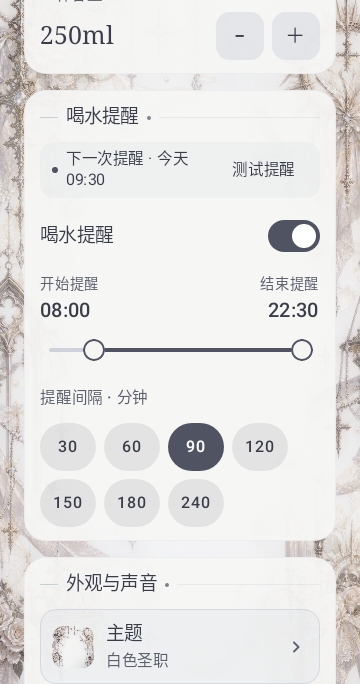 250ml
-
+
喝水提醒
下一次提醒 · 今天
09:30
测试提醒
喝水提醒
开始提醒
结束提醒
08:00
22:30
提醒间隔 · 分钟
30
60
90
120
150
180
240
外观与声音
主题
白色圣职